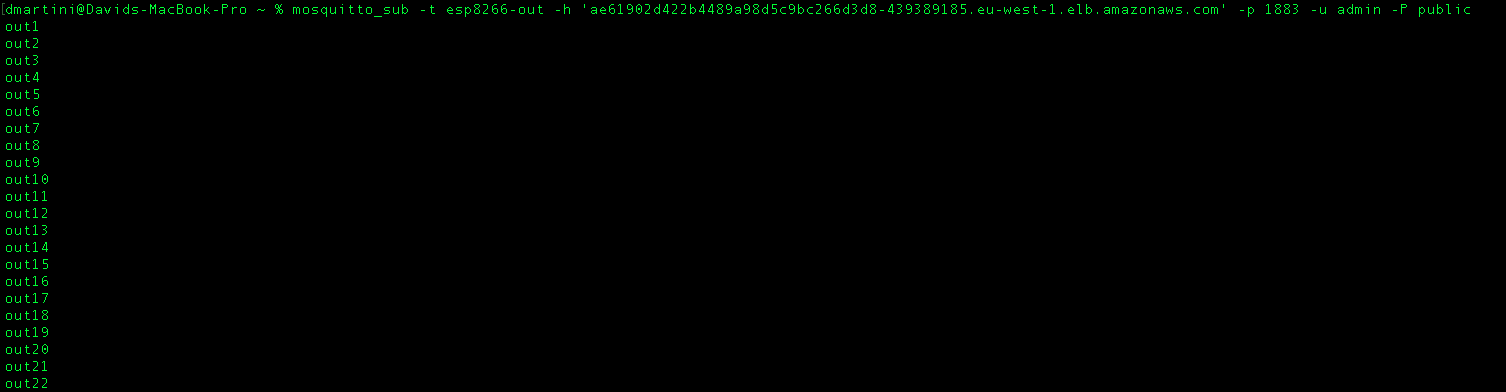 [dmartini@Davids-MacBook-Pro ~ % mosquitto_sub -t esp8266-out -h 'ae61902d422b4489a98d5c9bc266d3d8-439389185.eu-west-1.elb.amazonaws.com' -p 1883 -u admin -P public
out1
out2
out3
out4
out5
out6
out7
out8
out9
out10
out11
out12
out13
out14
out15
out16
out17
out18
out19
out20
out21
out22